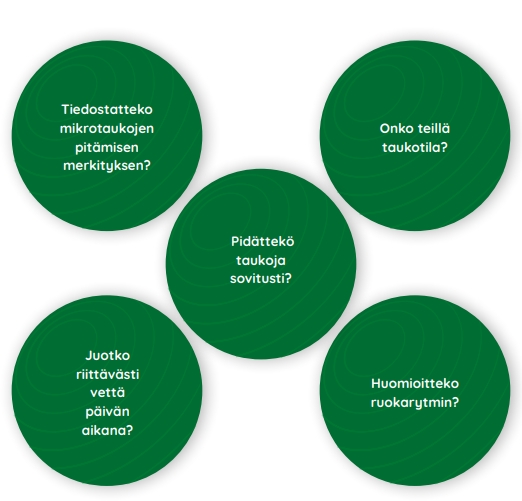 Tiedostatteko
mikrotaukojen
pitämisen
merkityksen?
Onko teillä
taukotila?
Pidättekö
taukoja
sovitusti?
Juotko
riittävästi
vettä
päivän
aikana?
Huomioitteko
ruokarytmin?